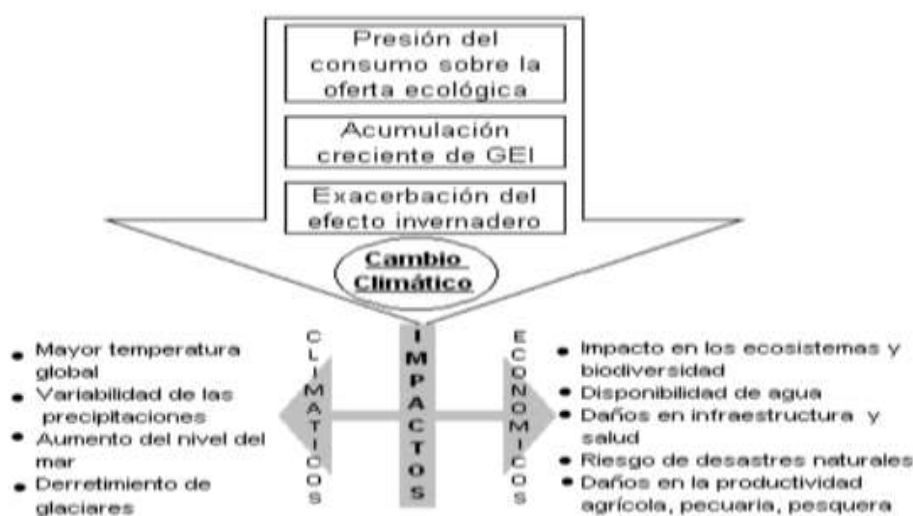 Presión del
consumo sobre la
oferta ecológica
Acumulación
creciente de GEI
Exacerbación del
efecto invernadero
Cambio
Climático
IMPACTOS
CLIMATICOS
• Mayor temperatura
global
• Variabilidad de las
precipitaciones
• Aumento del nivel del
mar
• Derretimiento de
glaciares
ECONOMICOS
• Impacto en los ecosistemas y
biodiversidad
• Disponibilidad de agua
• Daños en infraestructura y
salud
• Riesgo de desastres naturales
• Daños en la productividad
agrícola, pecuaria, pesquera